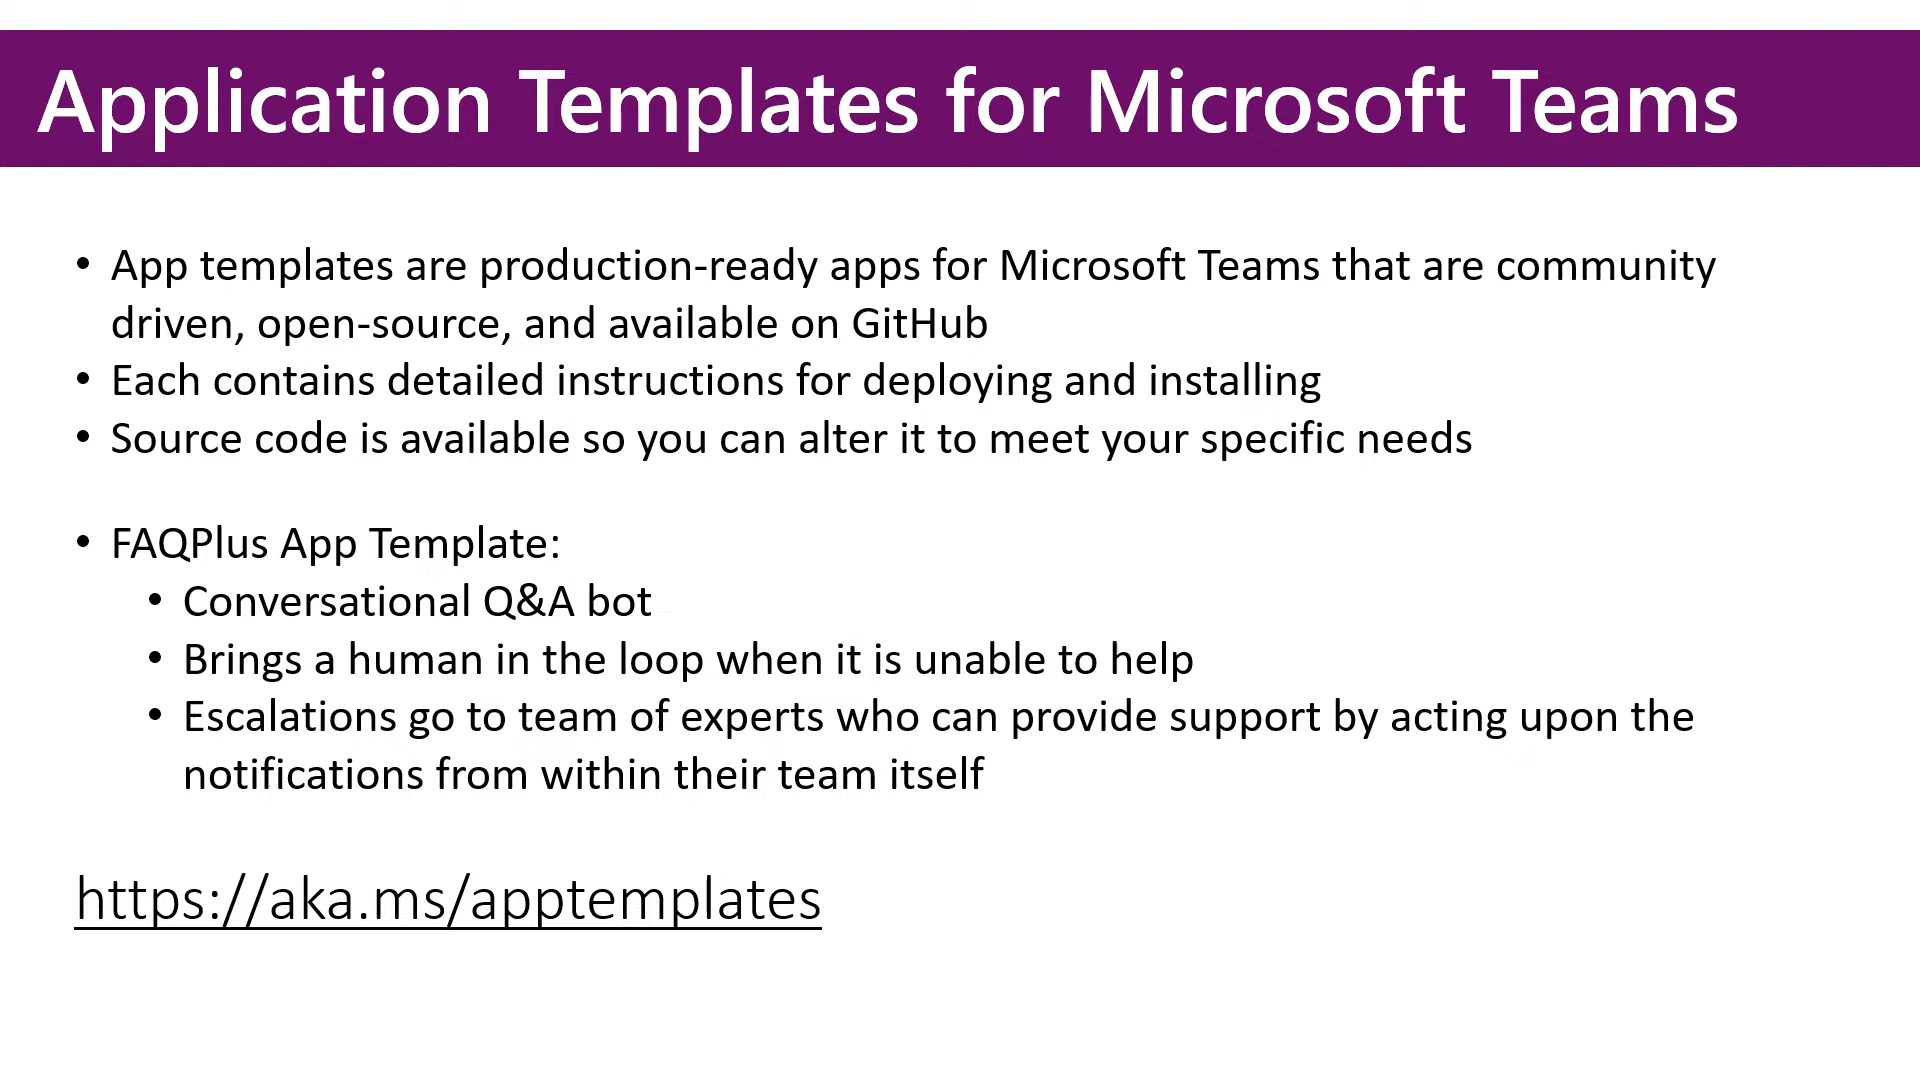 Application Templates for Microsoft Teams
• App templates are production-ready apps for Microsoft Teams that are community
driven, open-source, and available on GitHub
• Each contains detailed instructions for deploying and installing
• Source code is available so you can alter it to meet your specific needs
• FAQPlus App Template:
• Conversational Q&A bot
• Brings a human in the loop when it is unable to help
• Escalations go to team of experts who can provide support by acting upon the
notifications from within their team itself
https://aka.ms/apptemplates